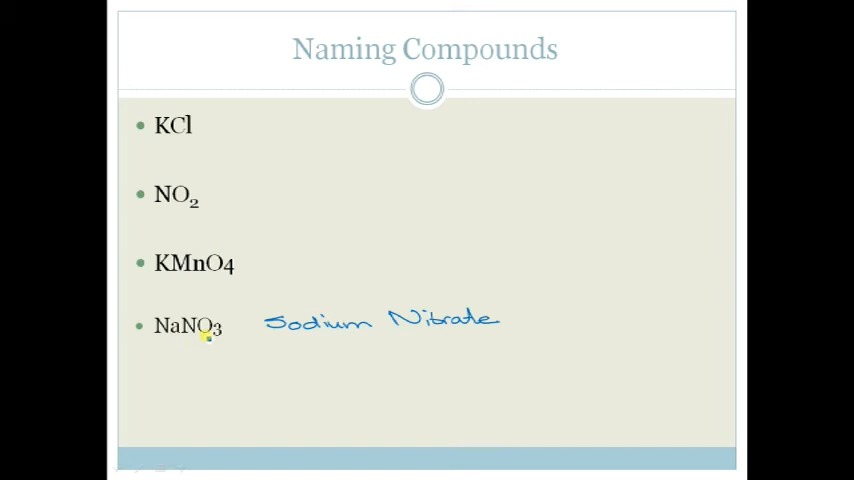 Naming Compounds
KCl
NO₂
KMnO4
NaNO3 Sodium Nitrate